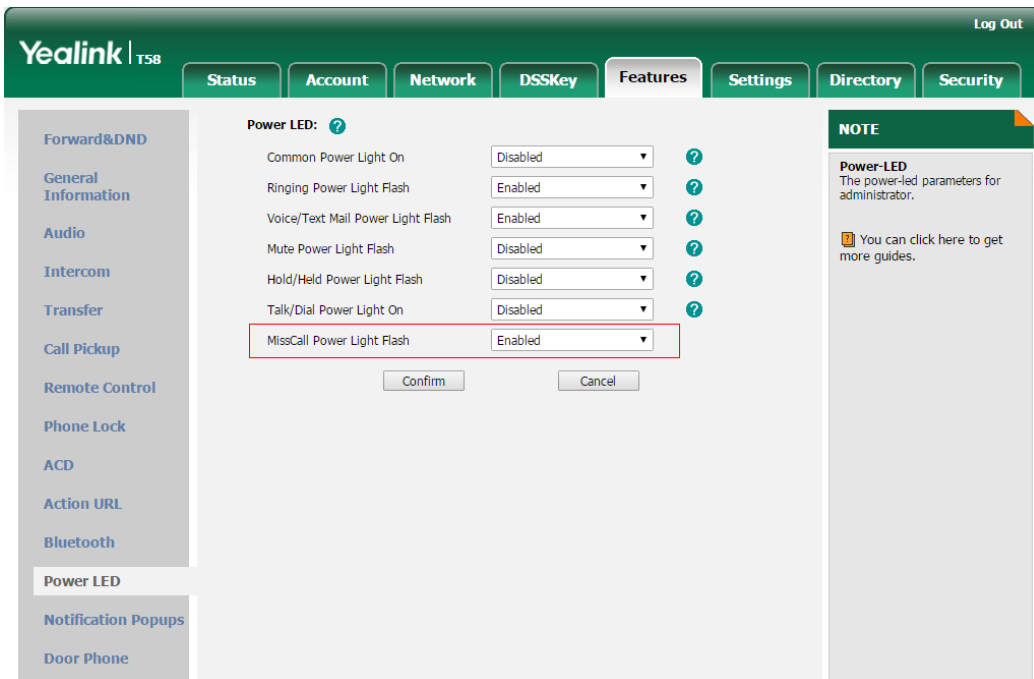 Log Out
Yealink | T58
Status Account Network DSSKey Features Settings Directory Security
Forward&DND
General
Information
Audio
Intercom
Transfer
Call Pickup
Remote Control
Phone Lock
ACD
Action URL
Bluetooth
Power LED
Notification Popups
Door Phone
Power LED: ?
Common Power Light On Disabled ?
Ringing Power Light Flash Enabled ?
Voice/Text Mail Power Light Flash Enabled ?
Mute Power Light Flash Disabled ?
Hold/Held Power Light Flash Disabled ?
Talk/Dial Power Light On Disabled ?
MissCall Power Light Flash Enabled
Confirm Cancel
NOTE
Power-LED
The power-led parameters for
administrator.
? You can click here to get
more guides.